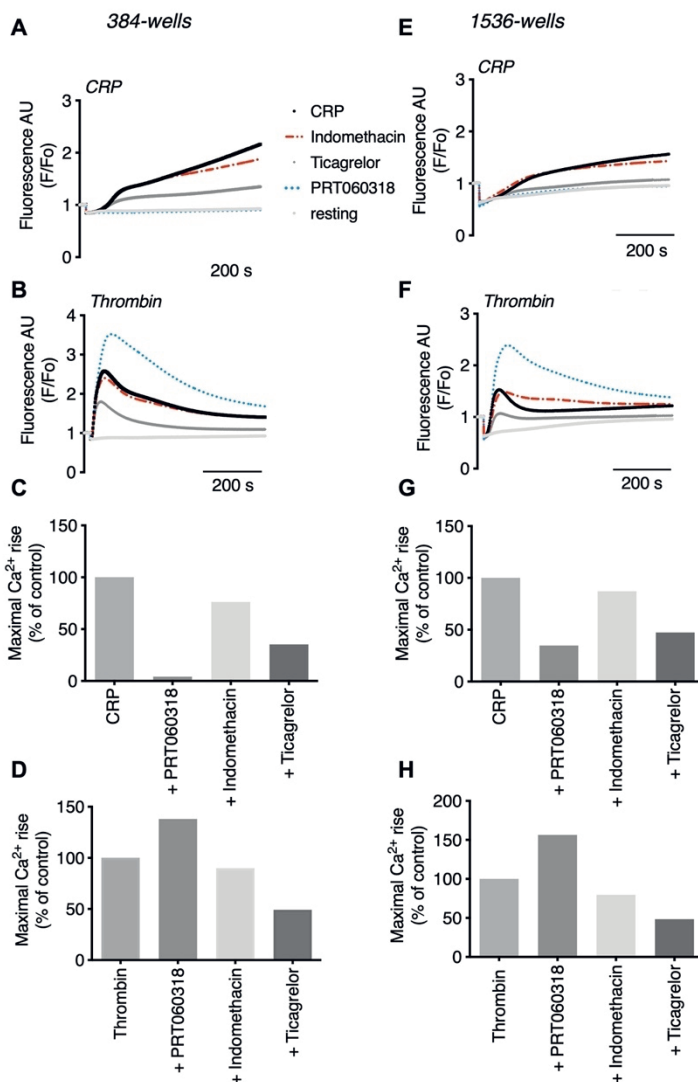 A
384-wells
CRP
Fluorescence AU
(F/Fo)
3
2
1
0
200 s
CRP
Indomethacin
Ticagrelor
PRT060318
resting
B
Thrombin
Fluorescence AU
(F/Fo)
4
3
2
1
0
200 s
C
Maximal Ca²⁺ rise
(% of control)
150
100
50
0
CRP
+ PRT060318
+ Indomethacin
+ Ticagrelor
D
Maximal Ca²⁺ rise
(% of control)
150
100
50
0
Thrombin
+ PRT060318
+ Indomethacin
+ Ticagrelor
E
1536-wells
CRP
Fluorescence AU
(F/Fo)
3
2
1
0
200 s
F
Thrombin
Fluorescence AU
(F/Fo)
3
2
1
0
200 s
G
Maximal Ca²⁺ rise
(% of control)
150
100
50
0
CRP
+ PRT060318
+ Indomethacin
+ Ticagrelor
H
Maximal Ca²⁺ rise
(% of control)
200
150
100
50
0
Thrombin
+ PRT060318
+ Indomethacin
+ Ticagrelor